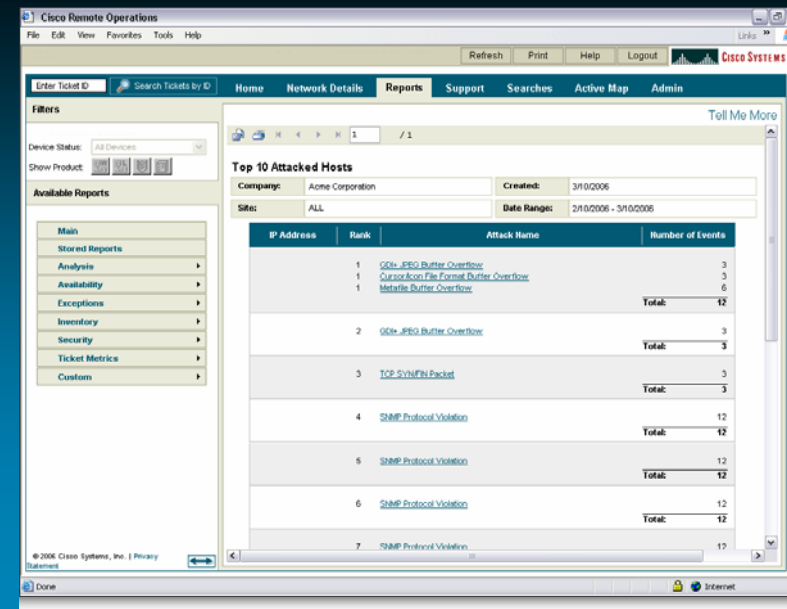 Cisco Remote Operations
File Edit View Favorites Tools Help
Links »
Refresh Print Help Logout CISCO SYSTEMS
Enter Ticket ID Search Tickets by ID Home Network Details Reports Support Searches Active Map Admin
Filters
Device Status: All Devices
Show Product:
Available Reports
Main
Stored Reports
Analysis
Availability
Exceptions
Inventory
Security
Ticket Metrics
Custom
© 2006 Cisco Systems, Inc. | Privacy
Statement
Tell Me More
1 / 1
Top 10 Attacked Hosts
Company: Acme Corporation Created: 3/10/2006
Site: ALL Date Range: 2/10/2006 - 3/10/2006
IP Address Rank Attack Name Number of Events
1 GDI+ JPEG Buffer Overflow 3
1 Cursor/Icon File Format Buffer Overflow 3
1 Metafile Buffer Overflow 6
Total: 12
2 GDI+ JPEG Buffer Overflow 3
Total: 3
3 TCP SYN/FIN Packet 3
Total: 3
4 SNMP Protocol Violation 12
Total: 12
5 SNMP Protocol Violation 12
Total: 12
6 SNMP Protocol Violation 12
Total: 12
7 SNMP Protocol Violation 12
Done Internet